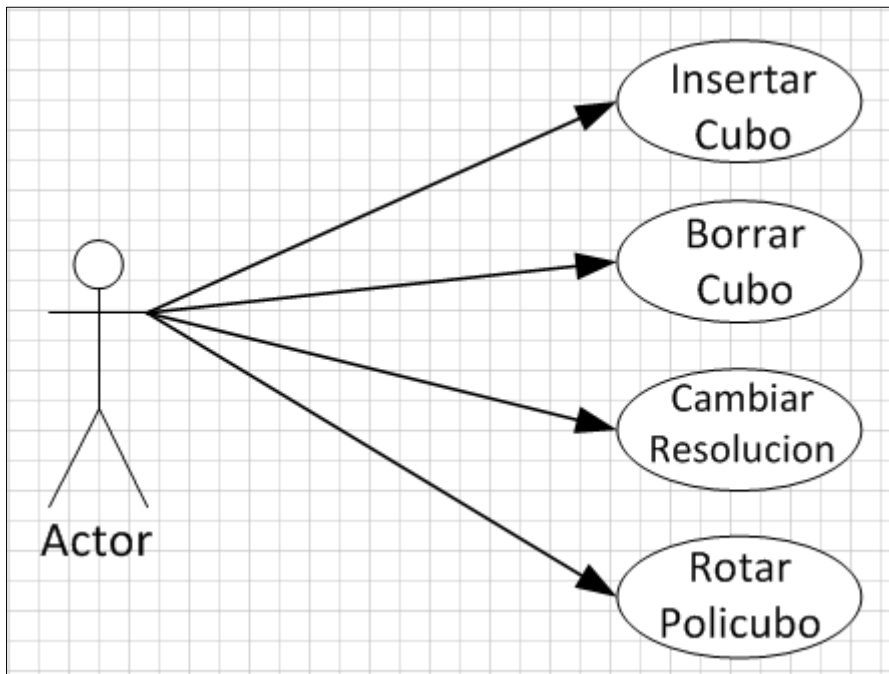 Insertar
Cubo
Borrar
Cubo
Cambiar
Resolucion
Actor
Rotar
Policubo